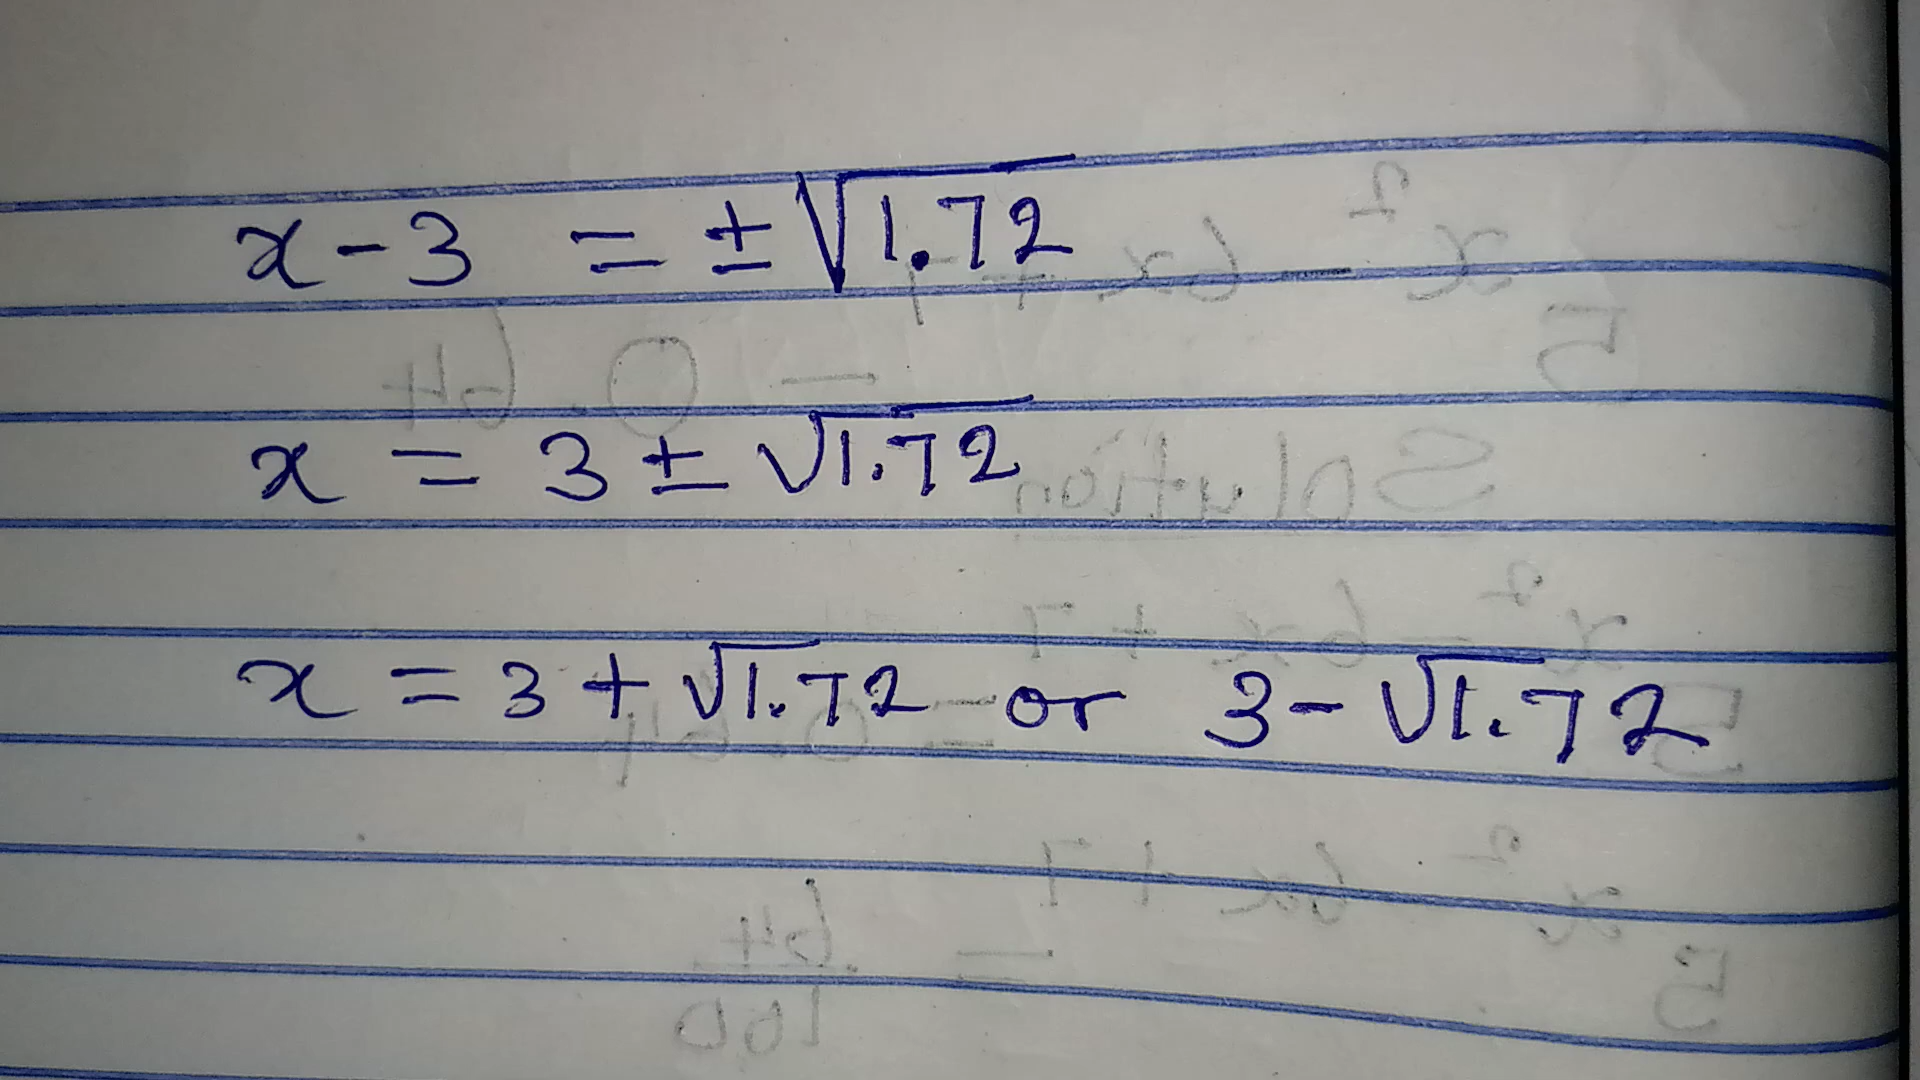 x - 3 = ±√1.72
x = 3 ± √1.72
x = 3 + √1.72 or 3 - √1.72